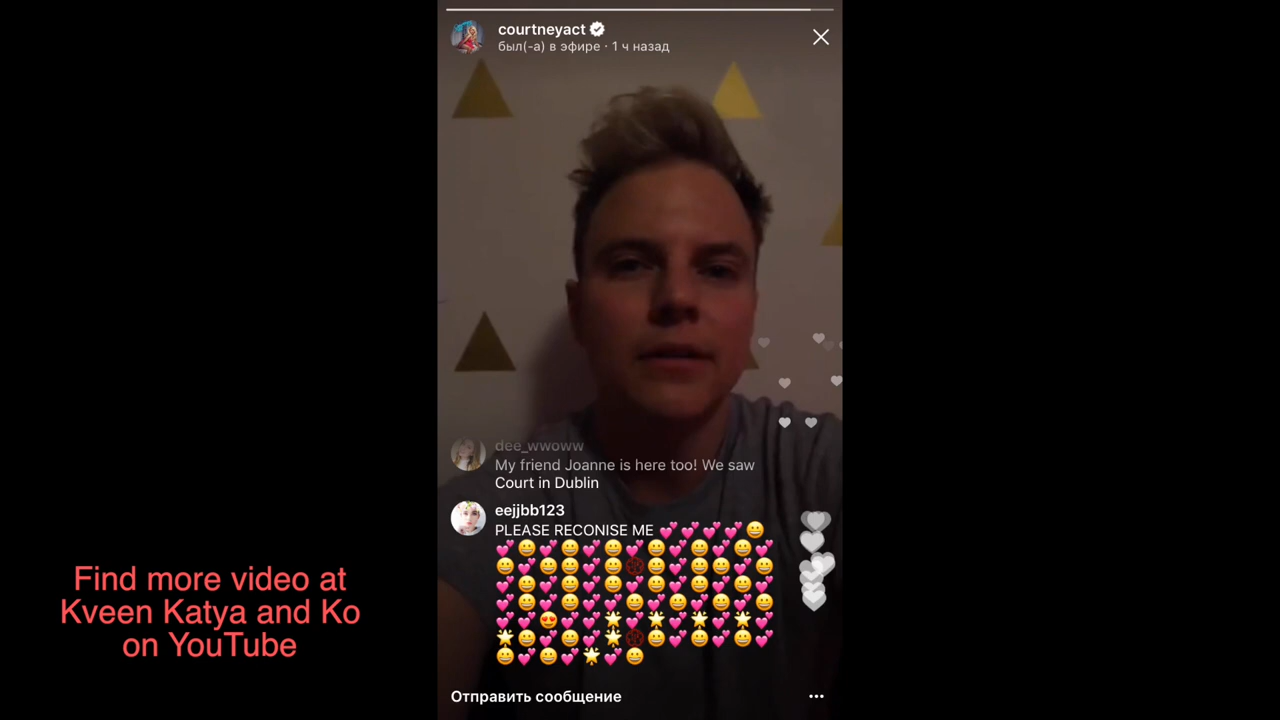 courtneyact
был(-а) в эфире · 1 ч назад
dee_wwoww
My friend Joanne is here too! We saw
Court in Dublin
eejjbb123
PLEASE RECONISE ME 💕💕💕💕😀
Find more video at
Kveen Katya and Ko
on YouTube
Отправить сообщение